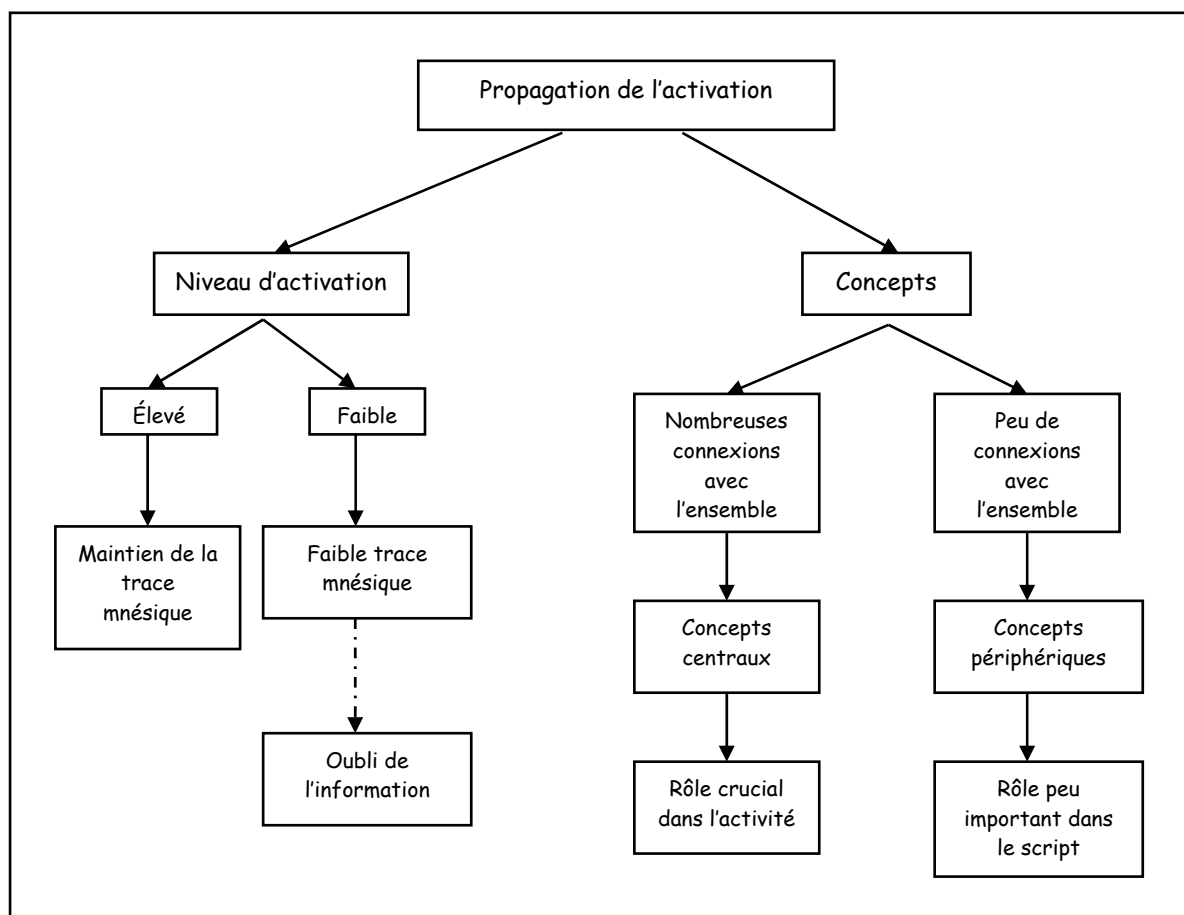 Propagation de l'activation
Niveau d'activation
Concepts
Élevé
Faible
Nombreuses
connexions
avec
l'ensemble
Peu de
connexions
avec
l'ensemble
Maintien de la
trace
mnésique
Faible trace
mnésique
Concepts
centraux
Concepts
périphériques
Oubli de
l'information
Rôle crucial
dans l'activité
Rôle peu
important dans
le script